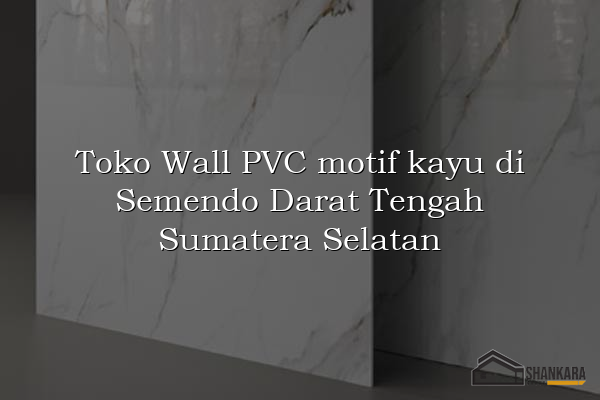 Toko Wall PVC motif kayu di
Semendo Darat Tengah
Sumatera Selatan
SHANKARA